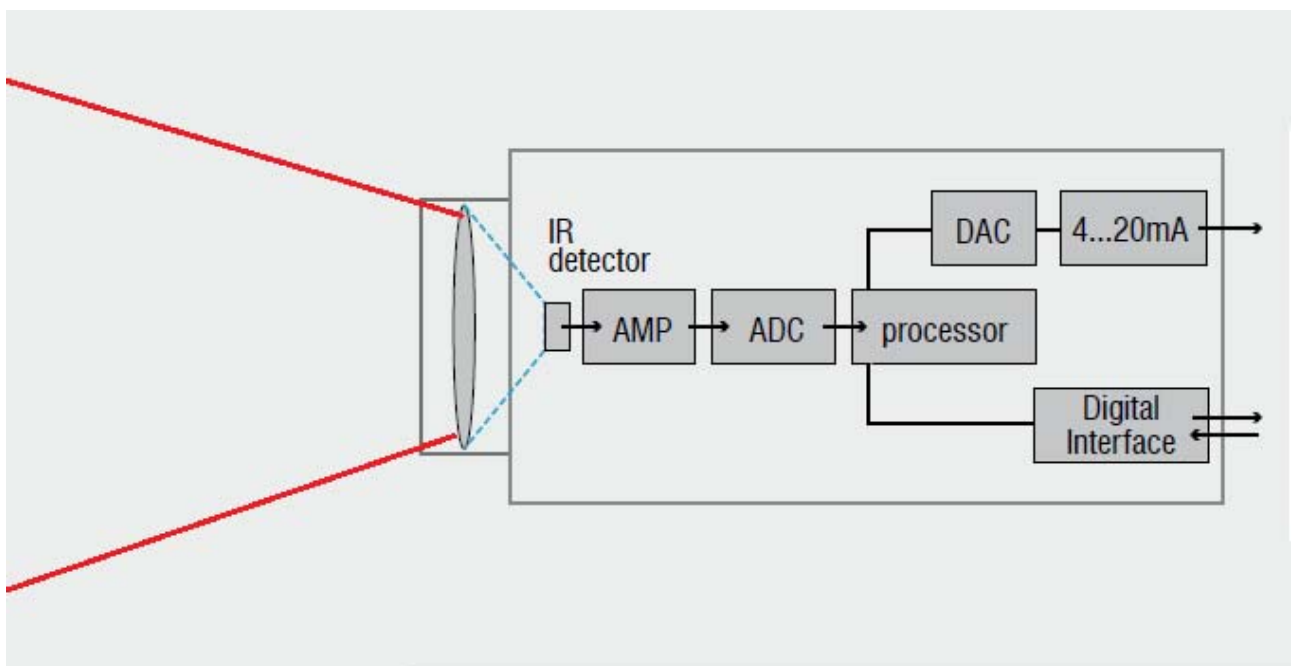 IR
detector
AMP
ADC
processor
DAC
4...20mA
Digital
Interface